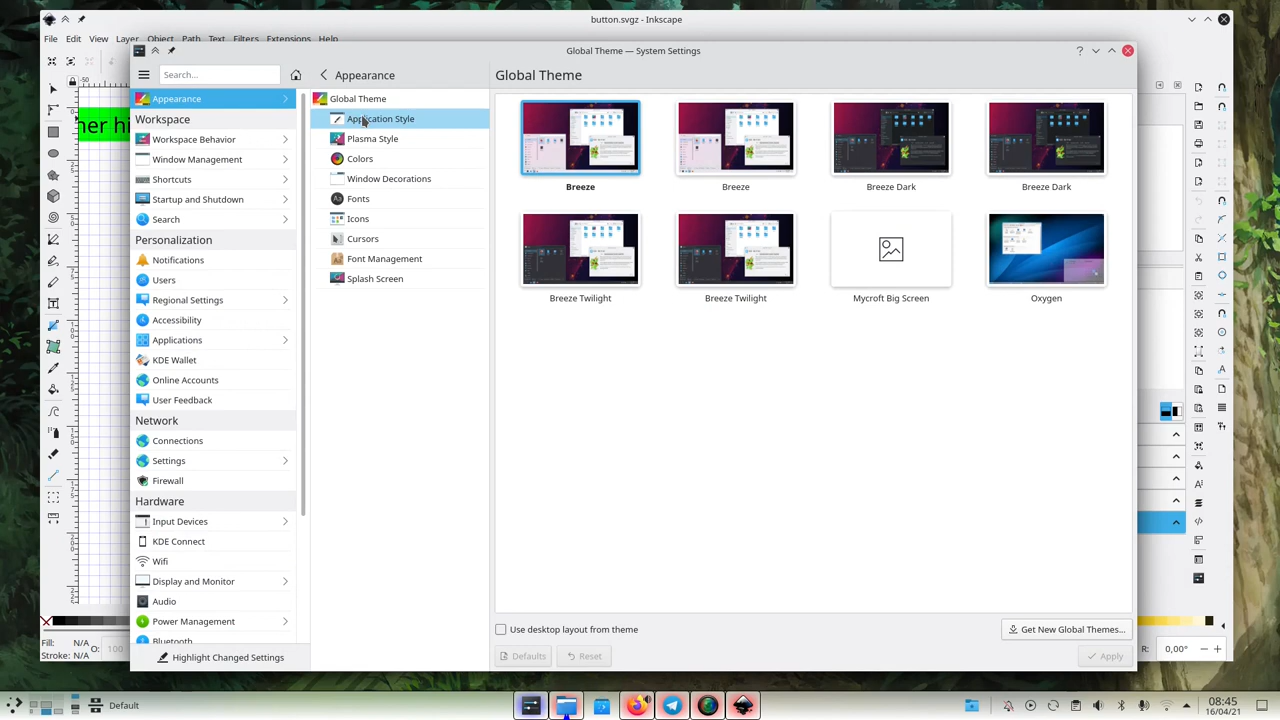 button.svgz - Inkscape
File Edit View Layer Object Path Text Filters Extensions Help
Global Theme — System Settings
Search...
Appearance
Global Theme
Appearance
Workspace
Workspace Behavior
Window Management
Shortcuts
Startup and Shutdown
Search
Personalization
Notifications
Users
Regional Settings
Accessibility
Applications
KDE Wallet
Online Accounts
User Feedback
Network
Connections
Settings
Firewall
Hardware
Input Devices
KDE Connect
Wifi
Display and Monitor
Audio
Power Management
Bluetooth
Highlight Changed Settings
Global Theme
Application Style
Plasma Style
Colors
Window Decorations
Fonts
Icons
Cursors
Font Management
Splash Screen
Breeze
Breeze
Breeze Dark
Breeze Dark
Breeze Twilight
Breeze Twilight
Mycroft Big Screen
Oxygen
Use desktop layout from theme
Get New Global Themes...
Defaults
Reset
Apply
Fill: N/A
Stroke: N/A
O: 100
R: 0,00°
Default
08:45
16/04/21